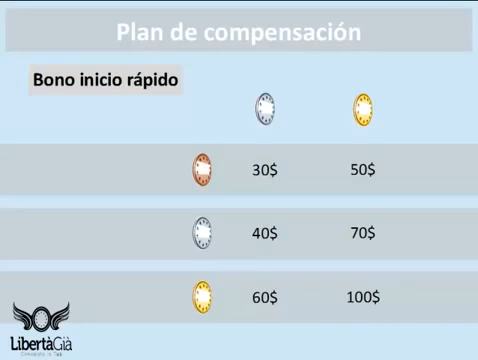 Plan de compensación
Bono inicio rápido
30$ 50$
40$ 70$
60$ 100$
LibertàGià